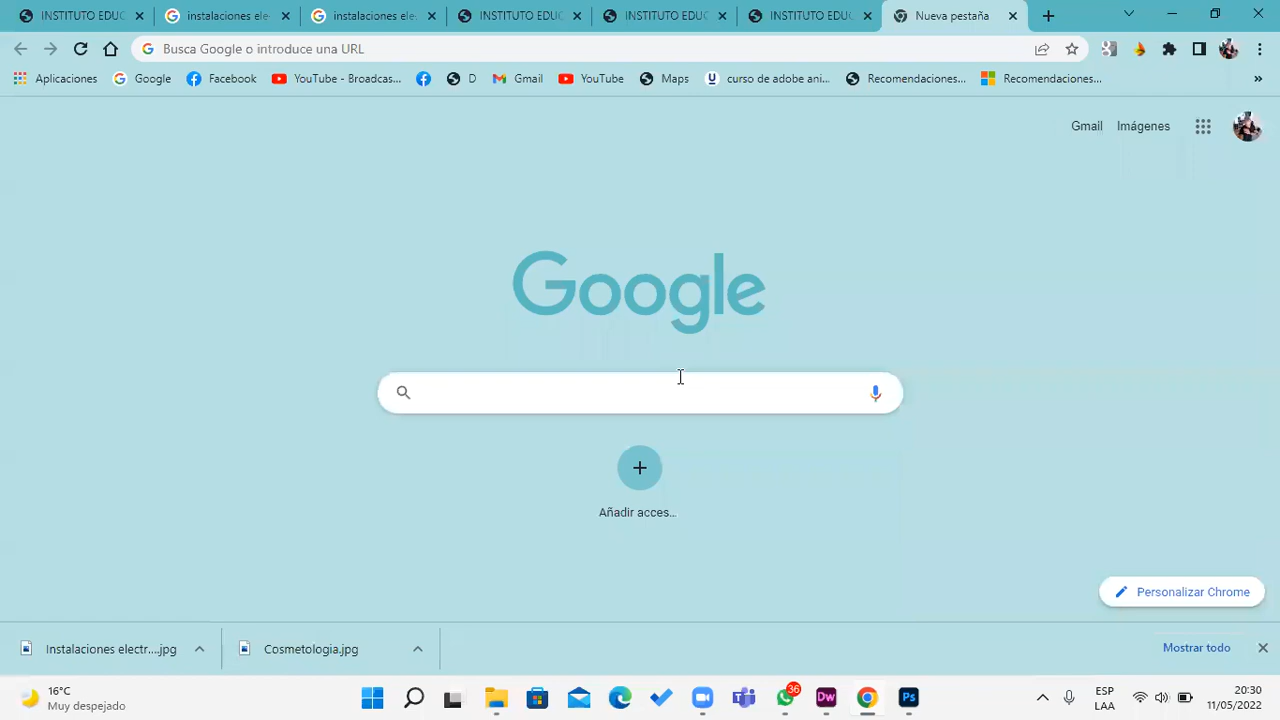 INSTITUTO EDUC
instalaciones ele
instalaciones ele
INSTITUTO EDUC
INSTITUTO EDUC
INSTITUTO EDUC
Nueva pestaña
Busca Google o introduce una URL
Aplicaciones
Google
Facebook
YouTube - Broadcas...
D
Gmail
YouTube
Maps
curso de adobe ani...
Recomendaciones...
Recomendaciones...
»
Gmail
Imágenes
Google
Añadir acces...
Personalizar Chrome
Instalaciones electr....jpg
Cosmetologia.jpg
Mostrar todo
16°C
Muy despejado
36
Dw
Ps
ESP
LAA
20:30
11/05/2022